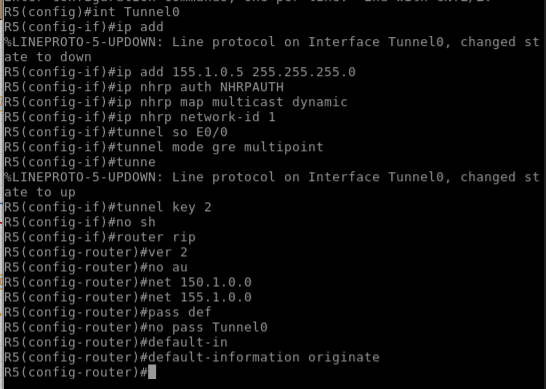 R5(config)#int Tunnel0
R5(config-if)#ip add
%LINEPROTO-5-UPDOWN: Line protocol on Interface Tunnel0, changed st
ate to down
R5(config-if)#ip add 155.1.0.5 255.255.255.0
R5(config-if)#ip nhrp auth NHRPAUTH
R5(config-if)#ip nhrp map multicast dynamic
R5(config-if)#ip nhrp network-id 1
R5(config-if)#tunnel so E0/0
R5(config-if)#tunnel mode gre multipoint
R5(config-if)#tunne
%LINEPROTO-5-UPDOWN: Line protocol on Interface Tunnel0, changed st
ate to up
R5(config-if)#tunnel key 2
R5(config-if)#no sh
R5(config-if)#router rip
R5(config-router)#ver 2
R5(config-router)#no au
R5(config-router)#net 150.1.0.0
R5(config-router)#net 155.1.0.0
R5(config-router)#pass def
R5(config-router)#no pass Tunnel0
R5(config-router)#default-in
R5(config-router)#default-information originate
R5(config-router)#